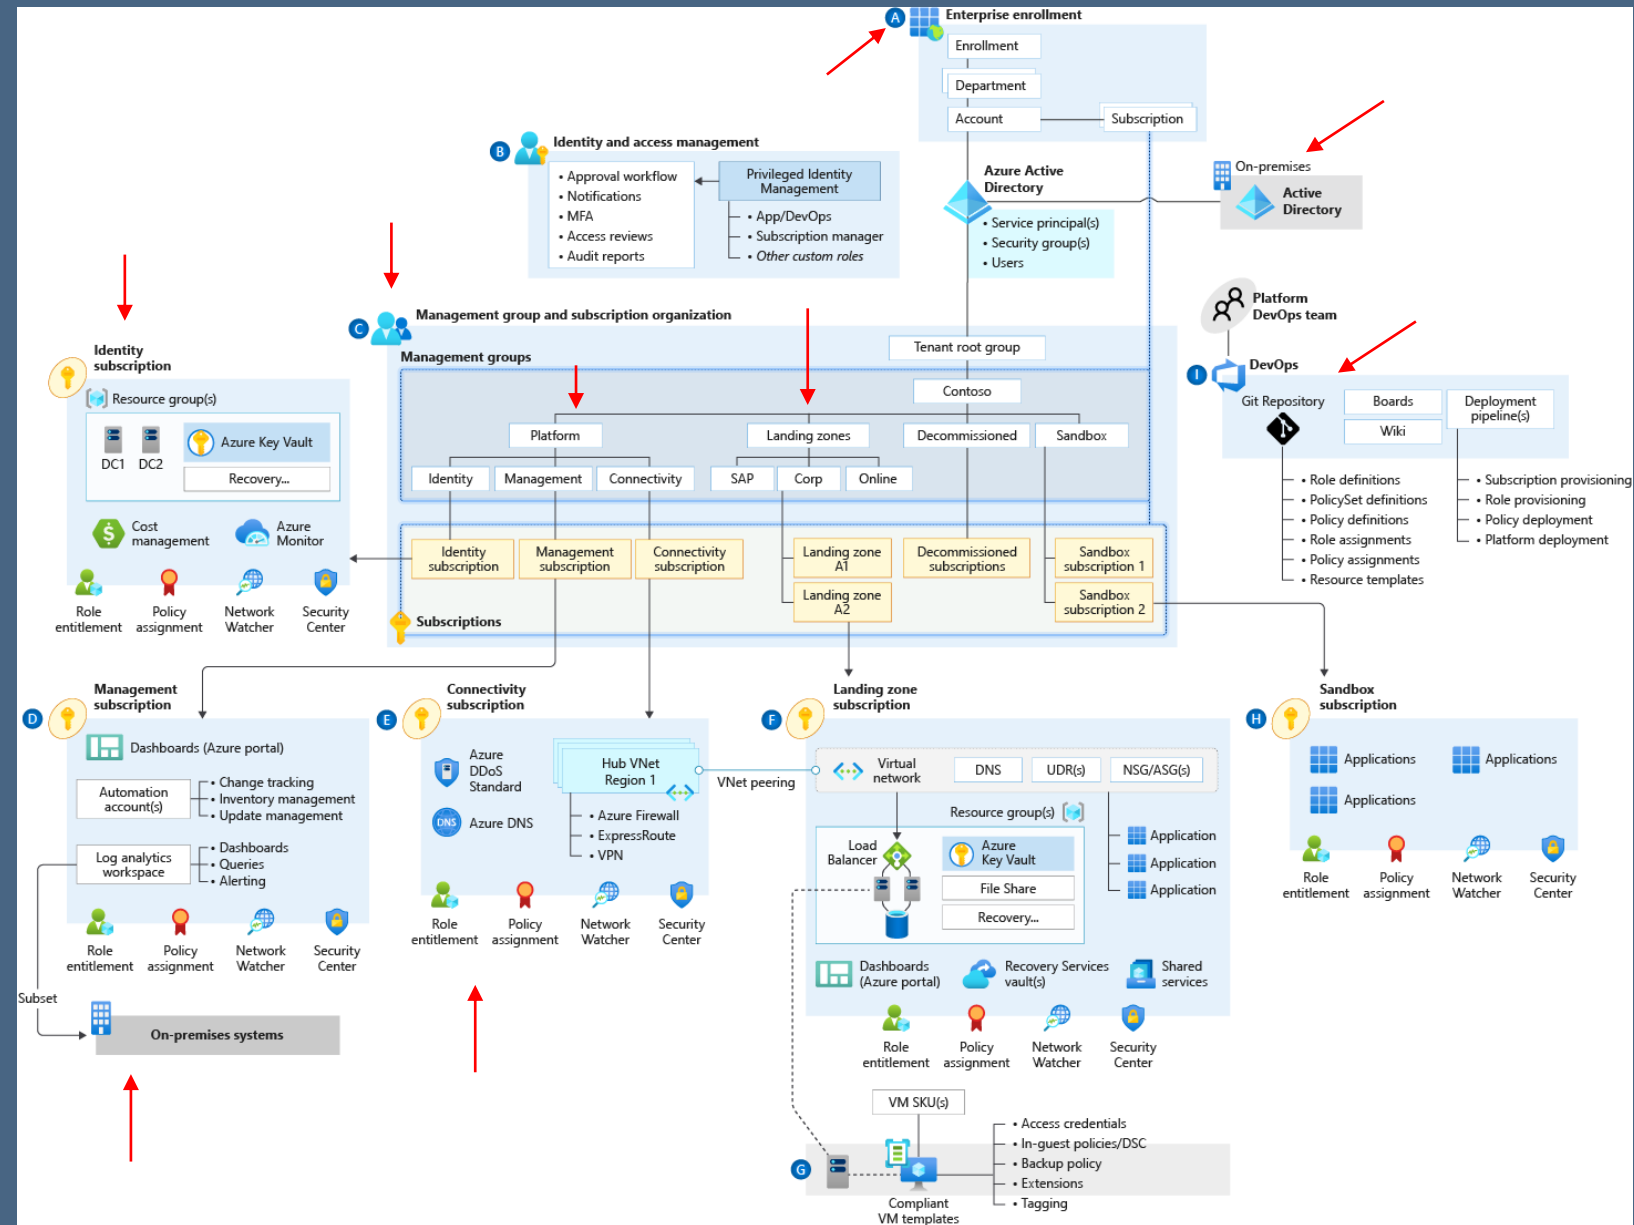 A
Enterprise enrollment
Enrollment
Department
Account
Subscription
B
Identity and access management
• Approval workflow
• Notifications
• MFA
• Access reviews
• Audit reports
Privileged Identity
Management
• App/DevOps
• Subscription manager
• Other custom roles
Azure Active
Directory
• Service principal(s)
• Security group(s)
• Users
On-premises
Active
Directory
Platform
DevOps team
I
DevOps
Git Repository
Boards
Wiki
Deployment
pipeline(s)
• Role definitions
• PolicySet definitions
• Policy definitions
• Role assignments
• Policy assignments
• Resource templates
• Subscription provisioning
• Role provisioning
• Policy deployment
• Platform deployment
C
Management group and subscription organization
Management groups
Tenant root group
Contoso
Platform
Landing zones
Decommissioned
Sandbox
Identity
Management
Connectivity
SAP
Corp
Online
Identity
subscription
Management
subscription
Connectivity
subscription
Landing zone
A1
Landing zone
A2
Decommissioned
subscriptions
Sandbox
subscription 1
Sandbox
subscription 2
Subscriptions
Identity
subscription
Resource group(s)
DC1
DC2
Azure Key Vault
Recovery...
Cost
management
Azure
Monitor
Role
entitlement
Policy
assignment
Network
Watcher
Security
Center
D
Management
subscription
Dashboards (Azure portal)
Automation
account(s)
• Change tracking
• Inventory management
• Update management
Log analytics
workspace
• Dashboards
• Queries
• Alerting
Role
entitlement
Policy
assignment
Network
Watcher
Security
Center
Subset
On-premises systems
E
Connectivity
subscription
Azure
DDoS
Standard
DNS
Azure DNS
Hub VNet
Region 1
• Azure Firewall
• ExpressRoute
• VPN
VNet peering
Role
entitlement
Policy
assignment
Network
Watcher
Security
Center
F
Landing zone
subscription
Virtual
network
DNS
UDR(s)
NSG/ASG(s)
Resource group(s)
Load
Balancer
Azure
Key Vault
File Share
Recovery...
Application
Application
Application
Dashboards
(Azure portal)
Recovery Services
vault(s)
Shared
services
Role
entitlement
Policy
assignment
Network
Watcher
Security
Center
H
Sandbox
subscription
Applications
Applications
Applications
Role
entitlement
Policy
assignment
Network
Watcher
Security
Center
VM SKU(s)
G
Compliant
VM templates
• Access credentials
• In-guest policies/DSC
• Backup policy
• Extensions
• Tagging